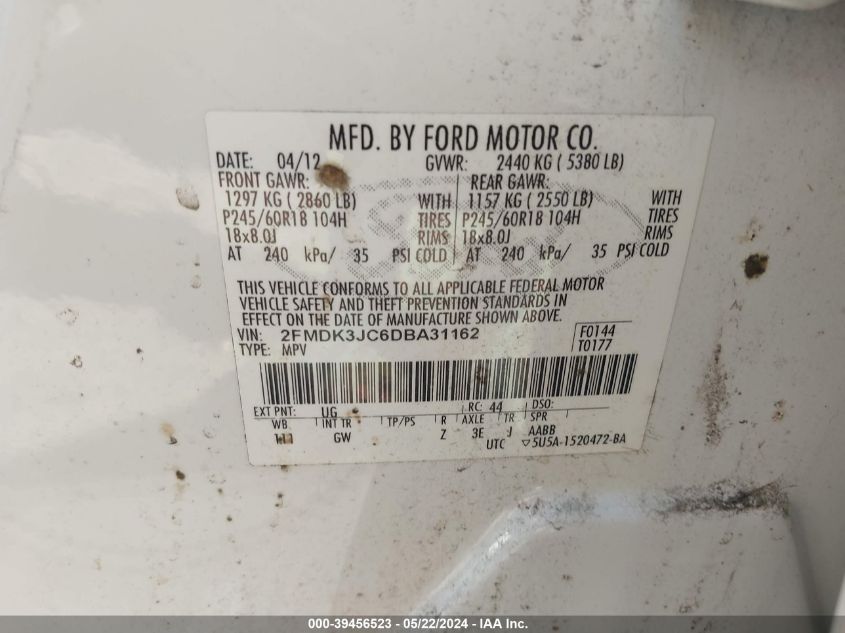 MFD. BY FORD MOTOR CO.
DATE: 04/12 GVWR: 2440 KG ( 5380 LB)
FRONT GAWR: REAR GAWR:
1297 KG ( 2860 LB) WITH 1157 KG ( 2550 LB) WITH
P245/60R18 104H TIRES P245/60R18 104H TIRES
18x8.0J RIMS 18x8.0J RIMS
AT 240 kPa/ 35 PSI COLD AT 240 kPa/ 35 PSI COLD
THIS VEHICLE CONFORMS TO ALL APPLICABLE FEDERAL MOTOR
VEHICLE SAFETY AND THEFT PREVENTION STANDARDS IN
EFFECT ON THE DATE OF MANUFACTURE SHOWN ABOVE.
VIN: 2FMDK3JC6DBA31162 F0144
TYPE: MPV T0177
EXT PNT: UG RC: 44 DSO:
WB INT TR TP/PS R AXLE TR SPR
GW Z 3E J AABB
UTC ▽5U5A-1520472-BA
000-39456523 - 05/22/2024 - IAA Inc.